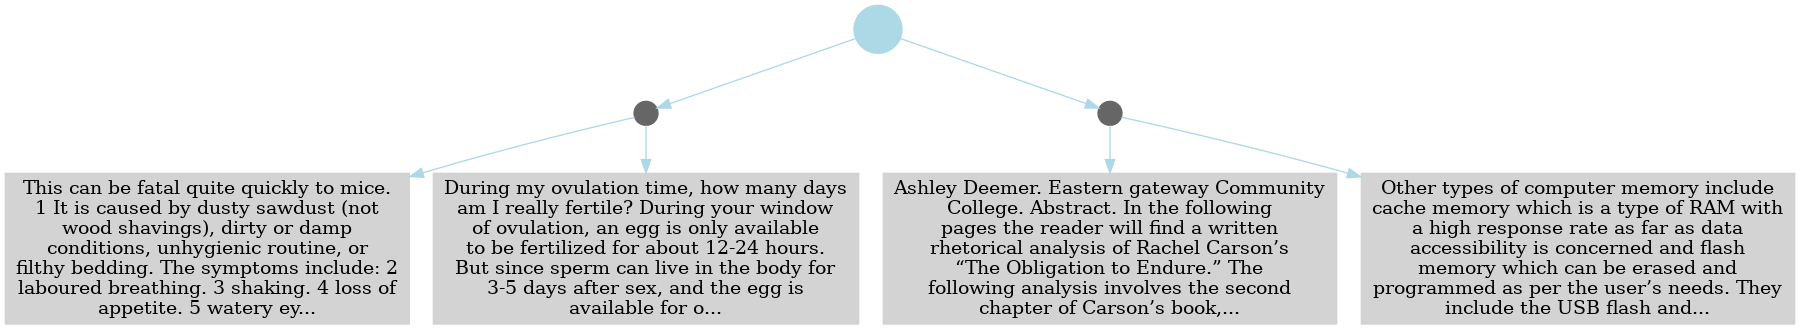 This can be fatal quite quickly to mice.
1 It is caused by dusty sawdust (not
wood shavings), dirty or damp
conditions, unhygienic routine, or
filthy bedding. The symptoms include: 2
laboured breathing. 3 shaking. 4 loss of
appetite. 5 watery ey...
During my ovulation time, how many days
am I really fertile? During your window
of ovulation, an egg is only available
to be fertilized for about 12-24 hours.
But since sperm can live in the body for
3-5 days after sex, and the egg is
available for o...
Ashley Deemer. Eastern gateway Community
College. Abstract. In the following
pages the reader will find a written
rhetorical analysis of Rachel Carson’s
“The Obligation to Endure.” The
following analysis involves the second
chapter of Carson’s book,...
Other types of computer memory include
cache memory which is a type of RAM with
a high response rate as far as data
accessibility is concerned and flash
memory which can be erased and
programmed as per the user’s needs. They
include the USB flash and...